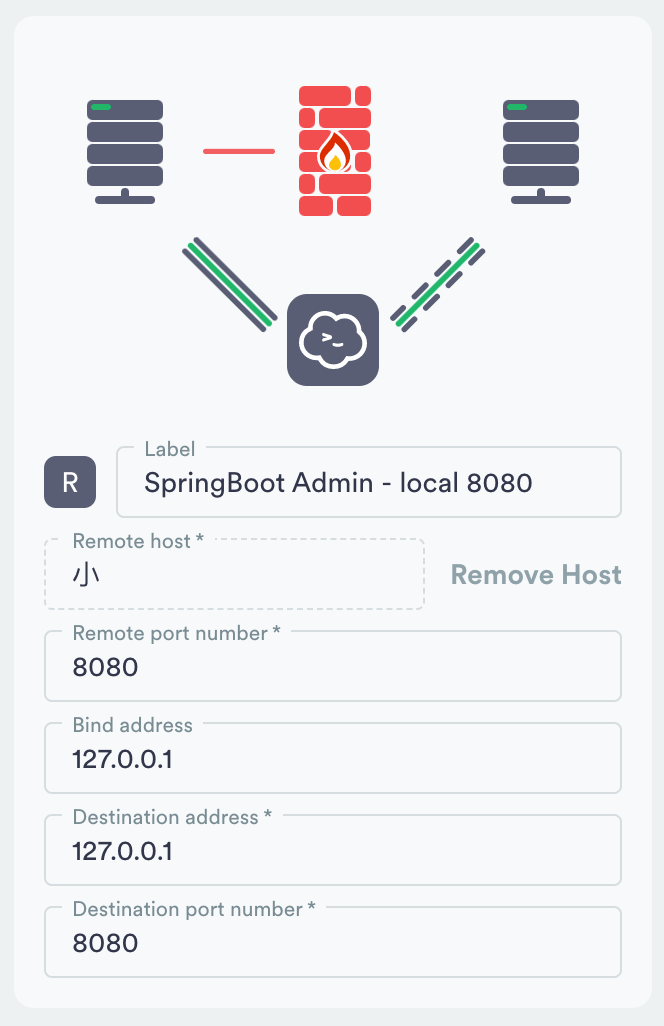 >_
R
Label
SpringBoot Admin - local 8080
Remote host *
小
Remove Host
Remote port number *
8080
Bind address
127.0.0.1
Destination address *
127.0.0.1
Destination port number *
8080